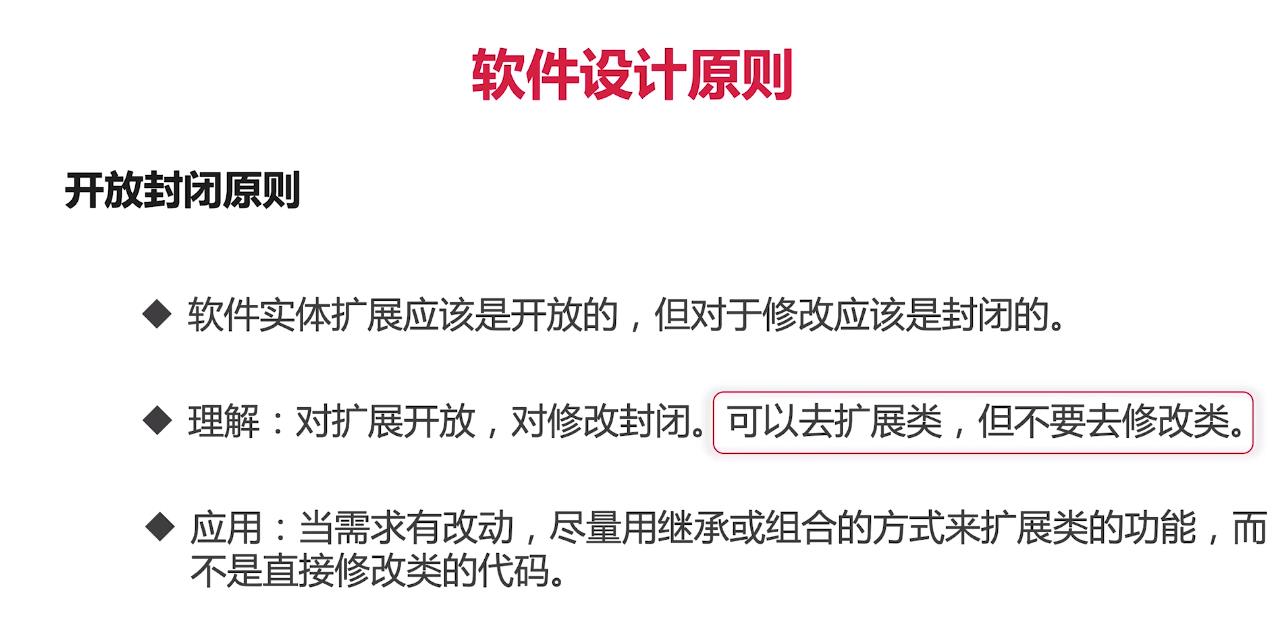 软件设计原则
开放封闭原则
◆ 软件实体扩展应该是开放的，但对于修改应该是封闭的。
◆ 理解：对扩展开放，对修改封闭。可以去扩展类，但不要去修改类。
◆ 应用：当需求有改动，尽量用继承或组合的方式来扩展类的功能，而
不是直接修改类的代码。